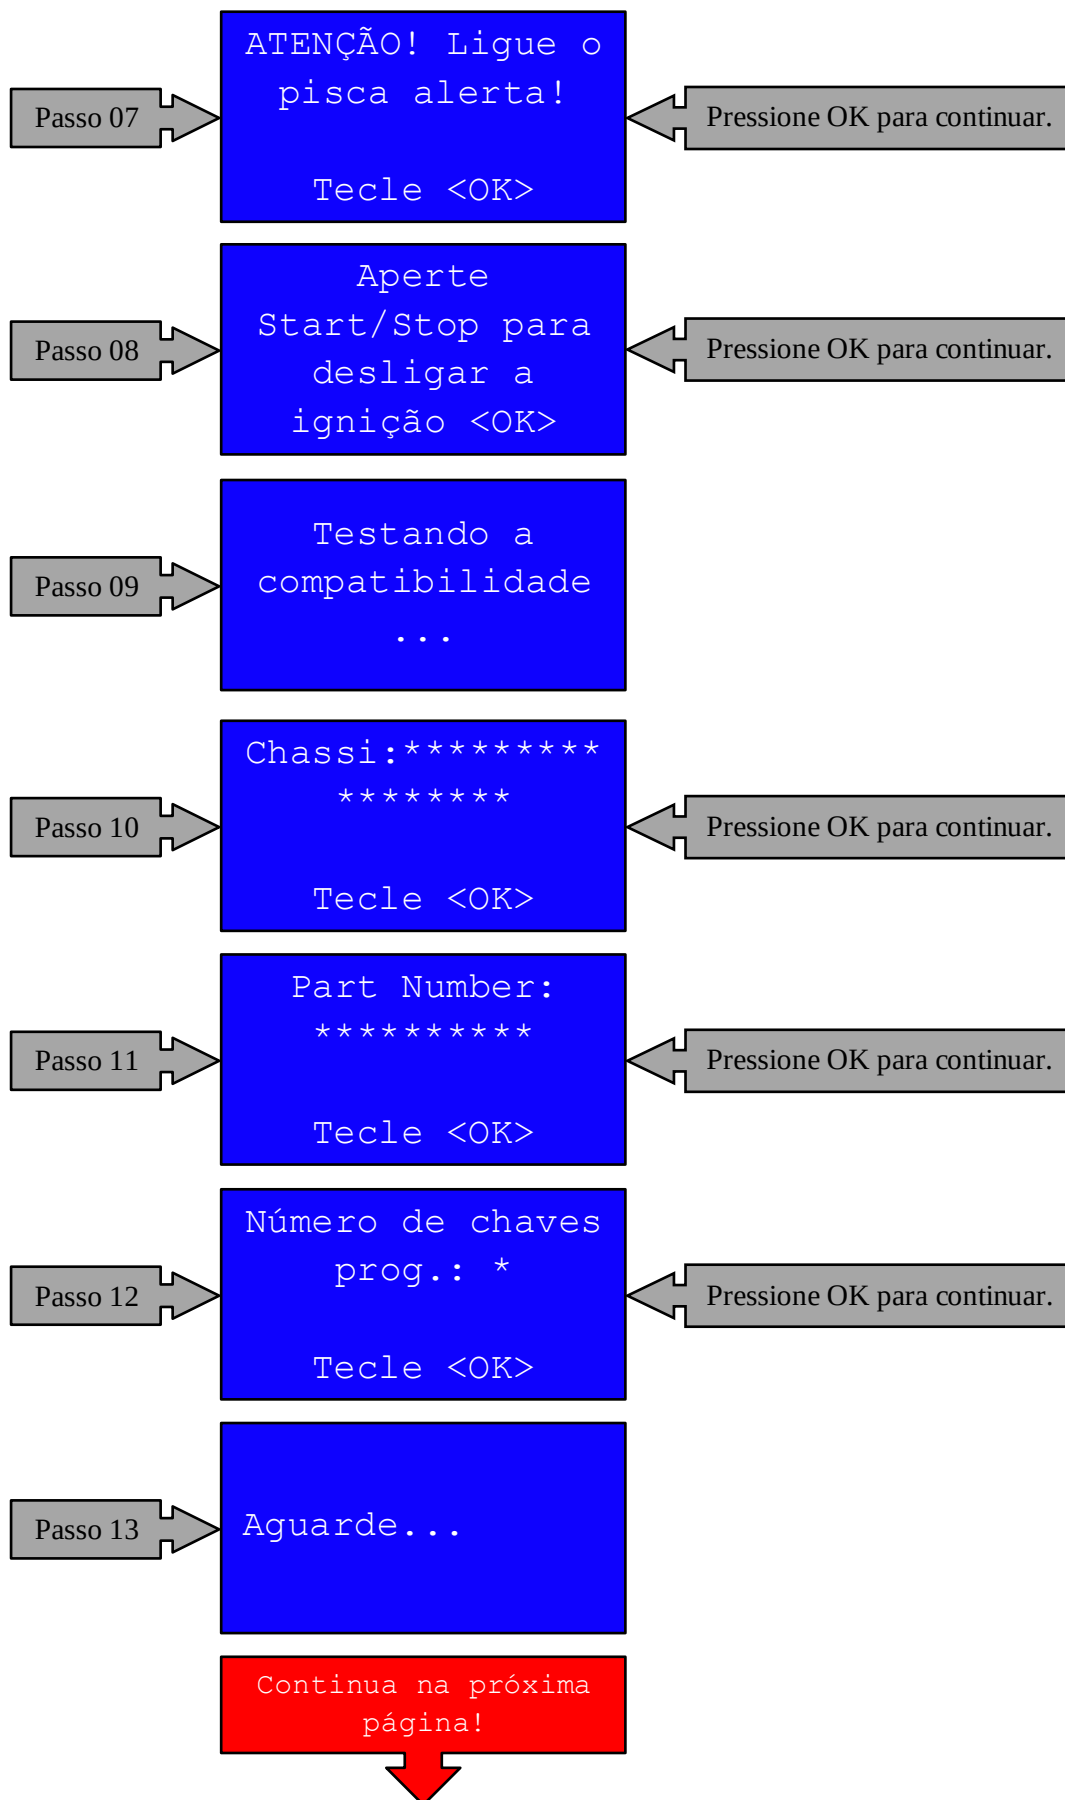 ATENÇÃO! Ligue o
pisca alerta!
Passo 07
Pressione OK para continuar.
Tecle <OK>
Aperte
Start/Stop para
Passo 08
Pressione OK para continuar.
desligar a
ignição <OK>
Testando a
Passo 09
compatibilidade
...
Chassi:*********
********
Passo 10
Pressione OK para continuar.
Tecle <OK>
Part Number:
**********
Passo 11
Pressione OK para continuar.
Tecle <OK>
Número de chaves
prog.: *
Passo 12
Pressione OK para continuar.
Tecle <OK>
Passo 13
Aguarde...
Continua na próxima
página!